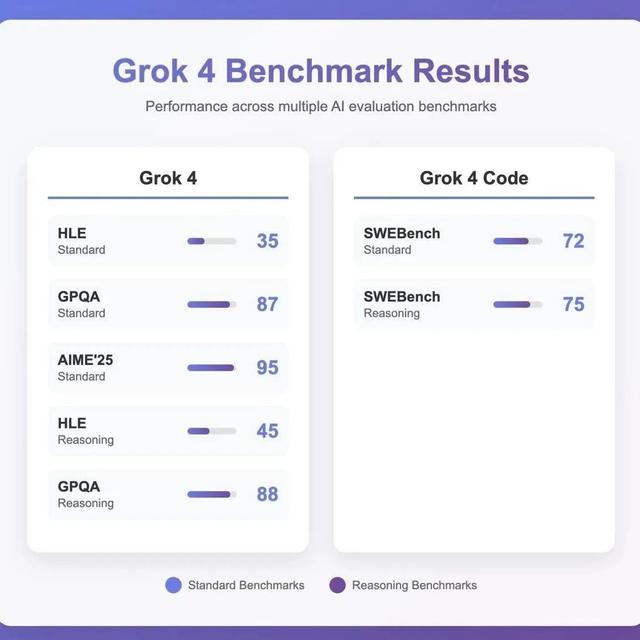 Grok 4 Benchmark Results
Performance across multiple AI evaluation benchmarks
Grok 4
HLE
Standard
35
GPQA
Standard
87
AIME'25
Standard
95
HLE
Reasoning
45
GPQA
Reasoning
88
Grok 4 Code
SWEBench
Standard
72
SWEBench
Reasoning
75
Standard Benchmarks
Reasoning Benchmarks